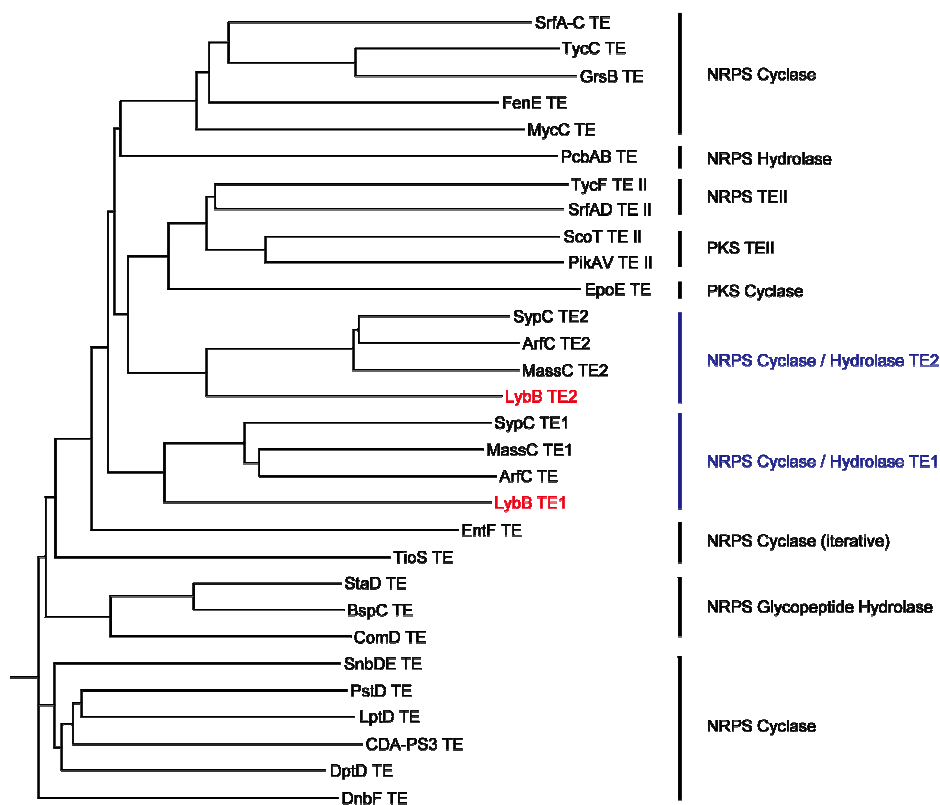 SrfA-C TE
TycC TE
GrsB TE
NRPS Cyclase
FenE TE
MycC TE
PcbAB TE
NRPS Hydrolase
TycF TE II
NRPS TEII
SrfAD TE II
ScoT TE II
PKS TEII
PikAV TE II
EpoE TE
PKS Cyclase
SypC TE2
ArfC TE2
NRPS Cyclase / Hydrolase TE2
MassC TE2
LybB TE2
SypC TE1
MassC TE1
NRPS Cyclase / Hydrolase TE1
ArfC TE
LybB TE1
EntF TE
NRPS Cyclase (iterative)
TioS TE
StaD TE
BspC TE
NRPS Glycopeptide Hydrolase
ComD TE
SnbDE TE
PstD TE
LptD TE
NRPS Cyclase
CDA-PS3 TE
DptD TE
DnbF TE